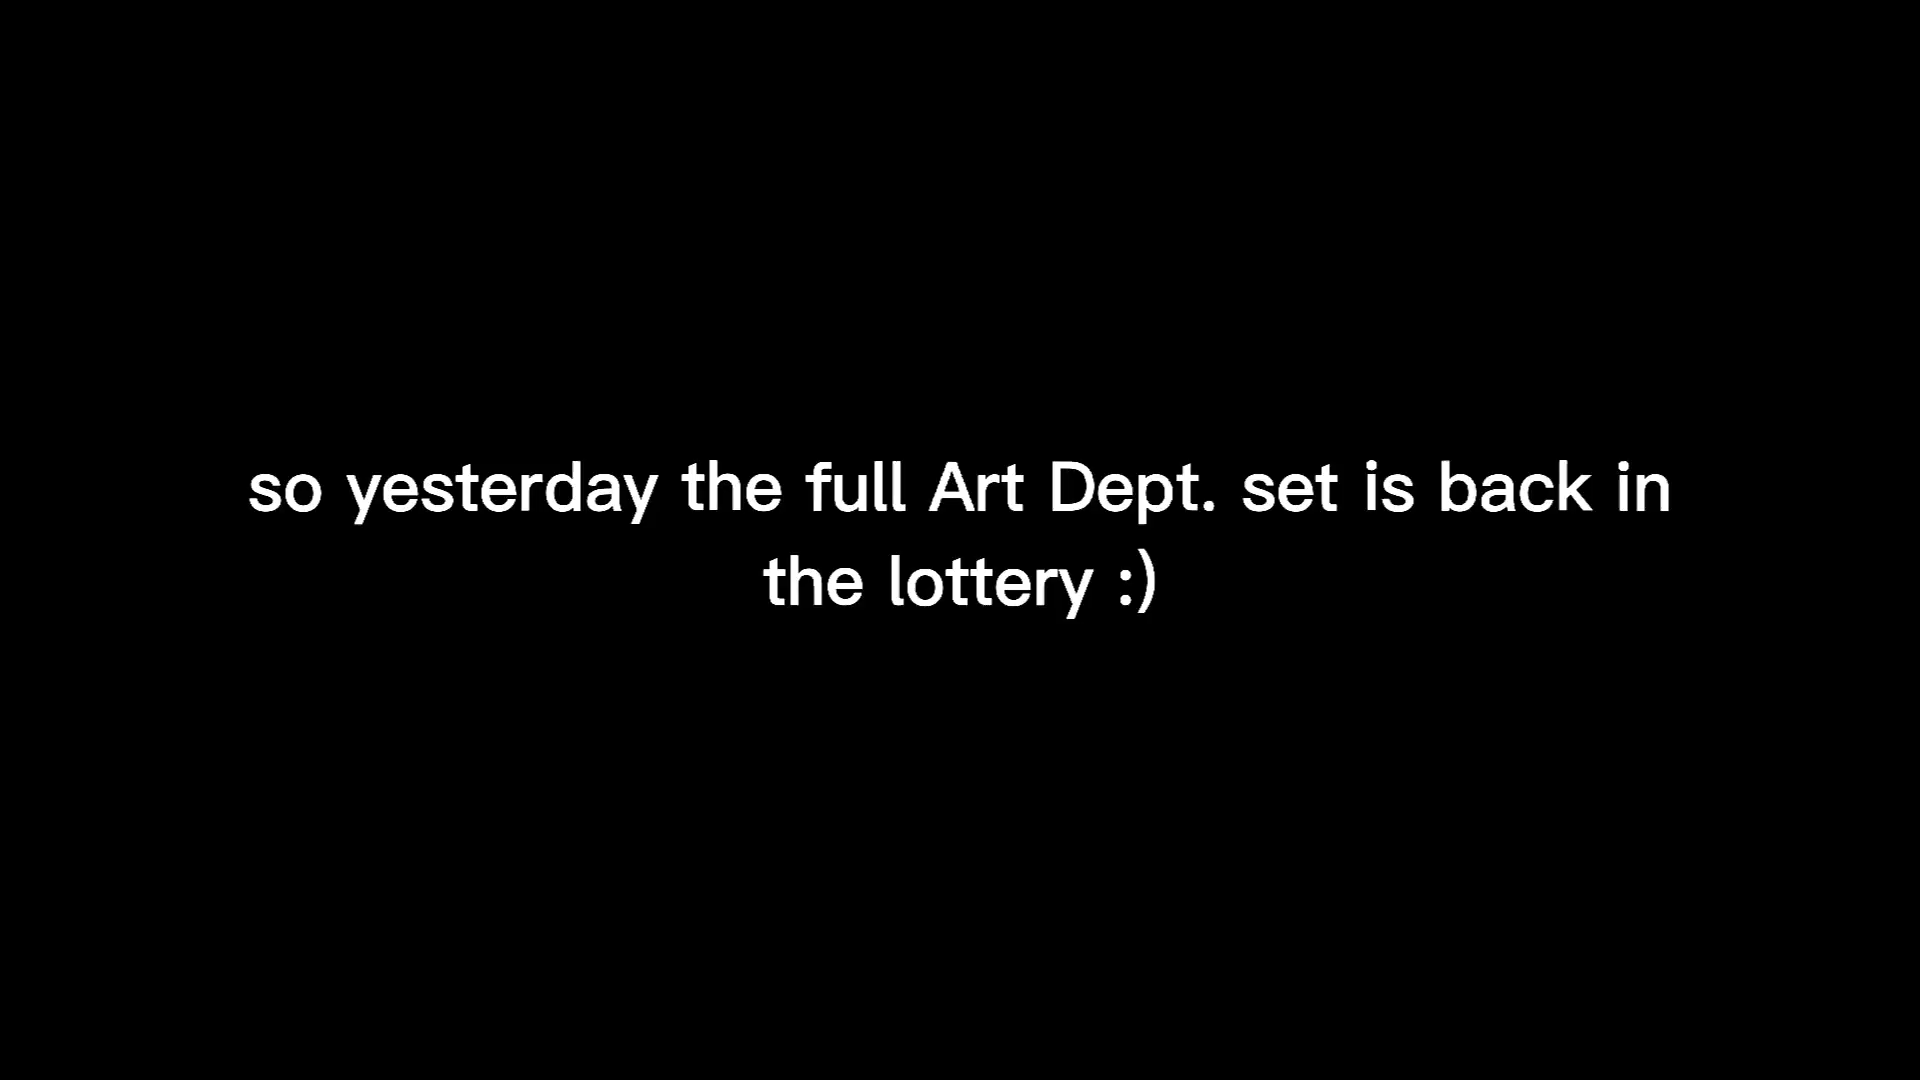 so yesterday the full Art Dept. set is back in
the lottery :)